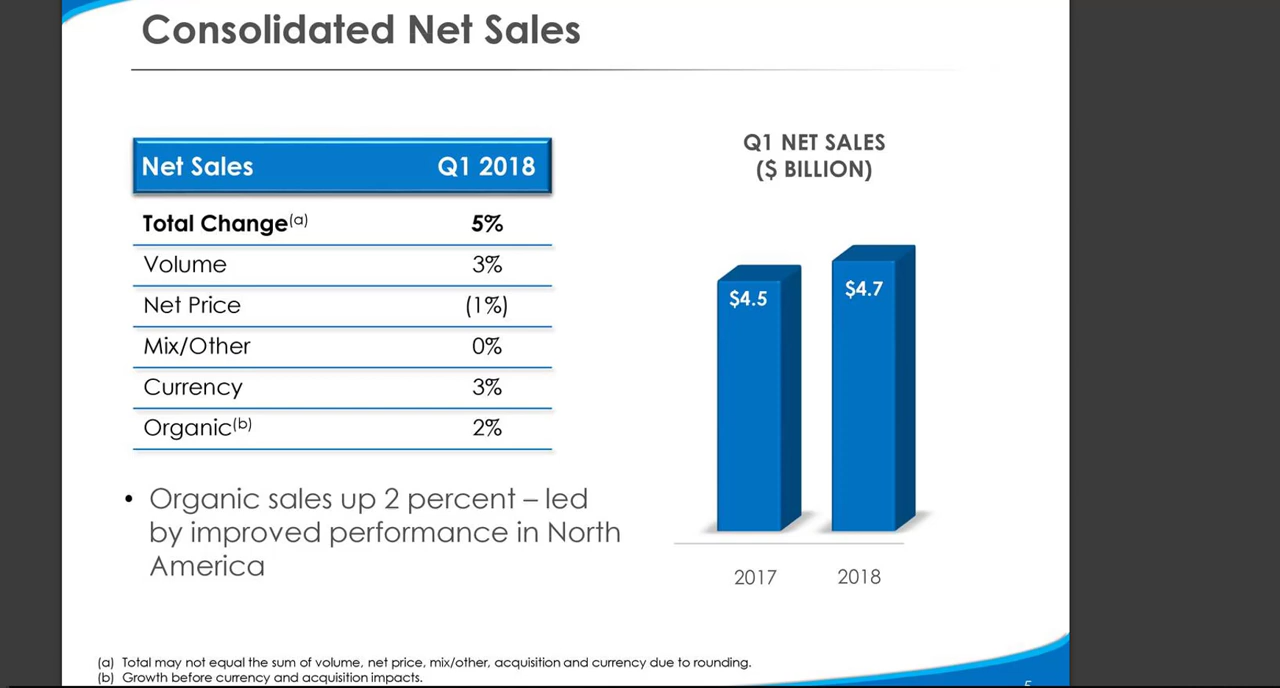 Consolidated Net Sales
Net Sales Q1 2018
Total Change(a) 5%
Volume 3%
Net Price (1%)
Mix/Other 0%
Currency 3%
Organic(b) 2%
• Organic sales up 2 percent – led
by improved performance in North
America
Q1 NET SALES
($ BILLION)
$4.5 $4.7
2017 2018
(a) Total may not equal the sum of volume, net price, mix/other, acquisition and currency due to rounding.
(b) Growth before currency and acquisition impacts.